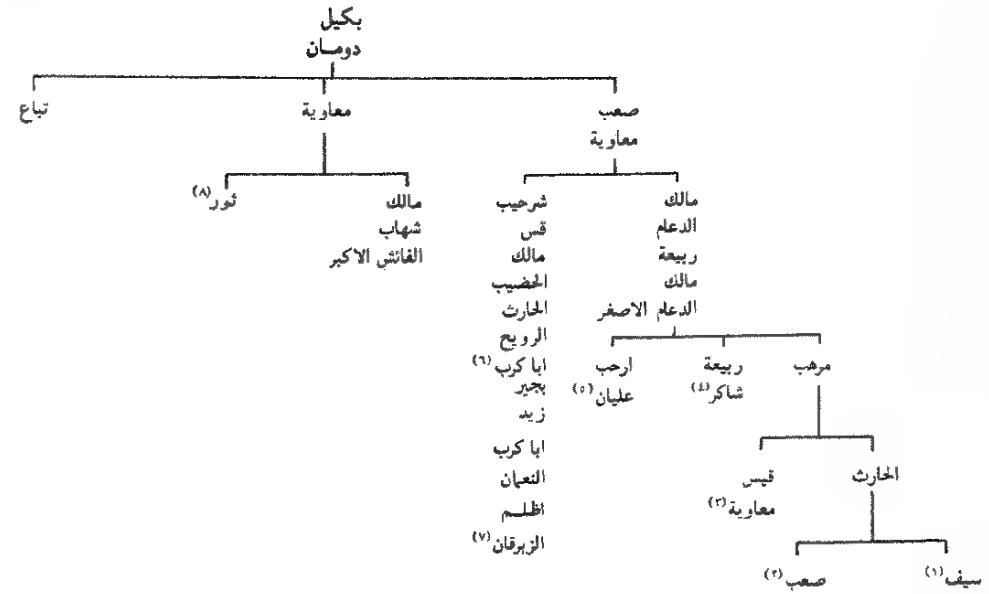 بكيل
دومان
صعب
معاوية
معاوية
تباع
مالك
الدعام
ربيعة
مالك
الدعام الاصغر
شرحيب
قس
مالك
الحضيب
الحارث
الرويح
ابا كرب (٦)
بجير
زيد
ابا كرب
النعمان
اظلم
الزبرقان (٧)
مالك
شهاب
الفائش الاكبر
ثور (٨)
مرهب
ربيعة
شاكر (٤)
ارحب
عليان (٥)
الحارث
قيس
معاوية (٣)
سيف (١)
صعب (٢)